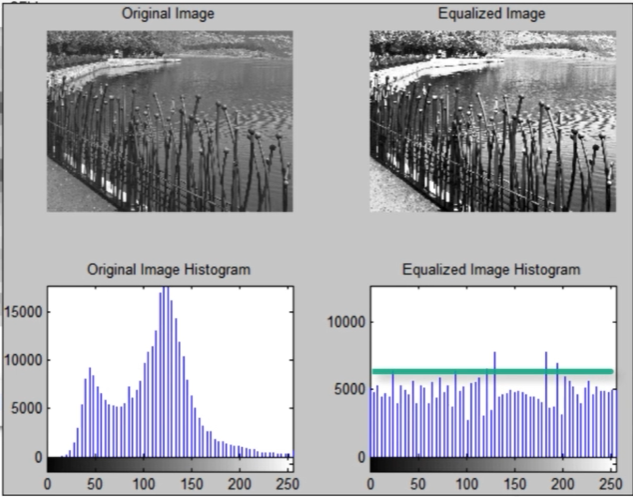 Original Image
Equalized Image
Original Image Histogram
Equalized Image Histogram
15000
10000
5000
0
0 50 100 150 200 250
10000
5000
0
0 50 100 150 200 250